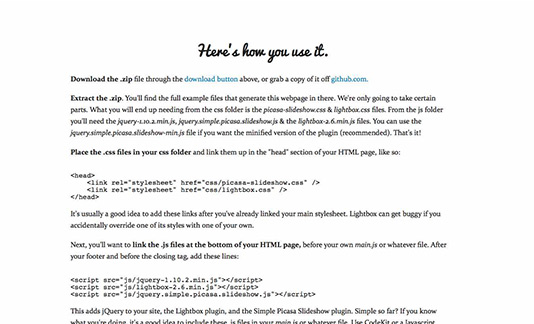 Here's how you use it.
Download the .zip file through the download button above, or grab a copy of it off github.com.
Extract the .zip. You'll find the full example files that generate this webpage in there. We're only going to take certain
parts. What you will end up needing from the css folder is the picasa-slideshow.css & lightbox.css files. From the js folder
you'll need the jquery-1.10.2.min.js, jquery.simple.picasa.slideshow.js & the lightbox-2.6.min.js files. You can use the
jquery.simple.picasa.slideshow-min.js file if you want the minified version of the plugin (recommended). That's it!
Place the .css files in your css folder and link them up in the "head" section of your HTML page, like so:
<head>
<link rel="stylesheet" href="css/picasa-slideshow.css" />
<link rel="stylesheet" href="css/lightbox.css" />
</head>
It's usually a good idea to add these links after you've already linked your main stylesheet. Lightbox can get buggy if you
accidentally override one of its styles with one of your own.
Next, you'll want to link the .js files at the bottom of your HTML page, before your own main.js or whatever file. After
your footer and before the closing tag, add these lines:
<script src="js/jquery-1.10.2.min.js"></script>
<script src="js/lightbox-2.6.min.js"></script>
<script src="js/jquery.simple.picasa.slideshow.js"></script>
This adds jQuery to your site, the Lightbox plugin, and the Simple Picasa Slideshow plugin. Simple so far? If you know
what you're doing, it's a good idea to include these .js files in your main.js or whatever file. Use CodeKit or a Javascript